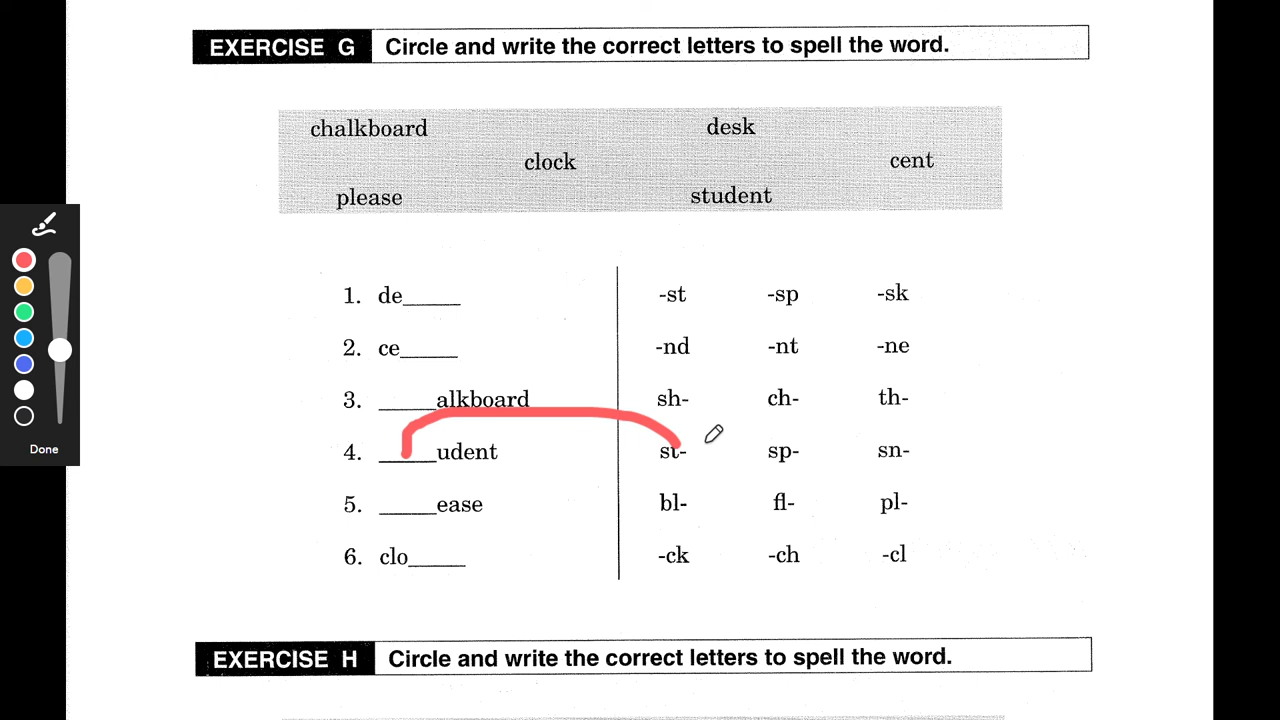 EXERCISE G Circle and write the correct letters to spell the word.
chalkboard desk
clock cent
please student
1. de_____ -st -sp -sk
2. ce_____ -nd -nt -ne
3. _____alkboard sh- ch- th-
4. _____udent st- sp- sn-
5. _____ease bl- fl- pl-
6. clo_____ -ck -ch -cl
Done
EXERCISE H Circle and write the correct letters to spell the word.